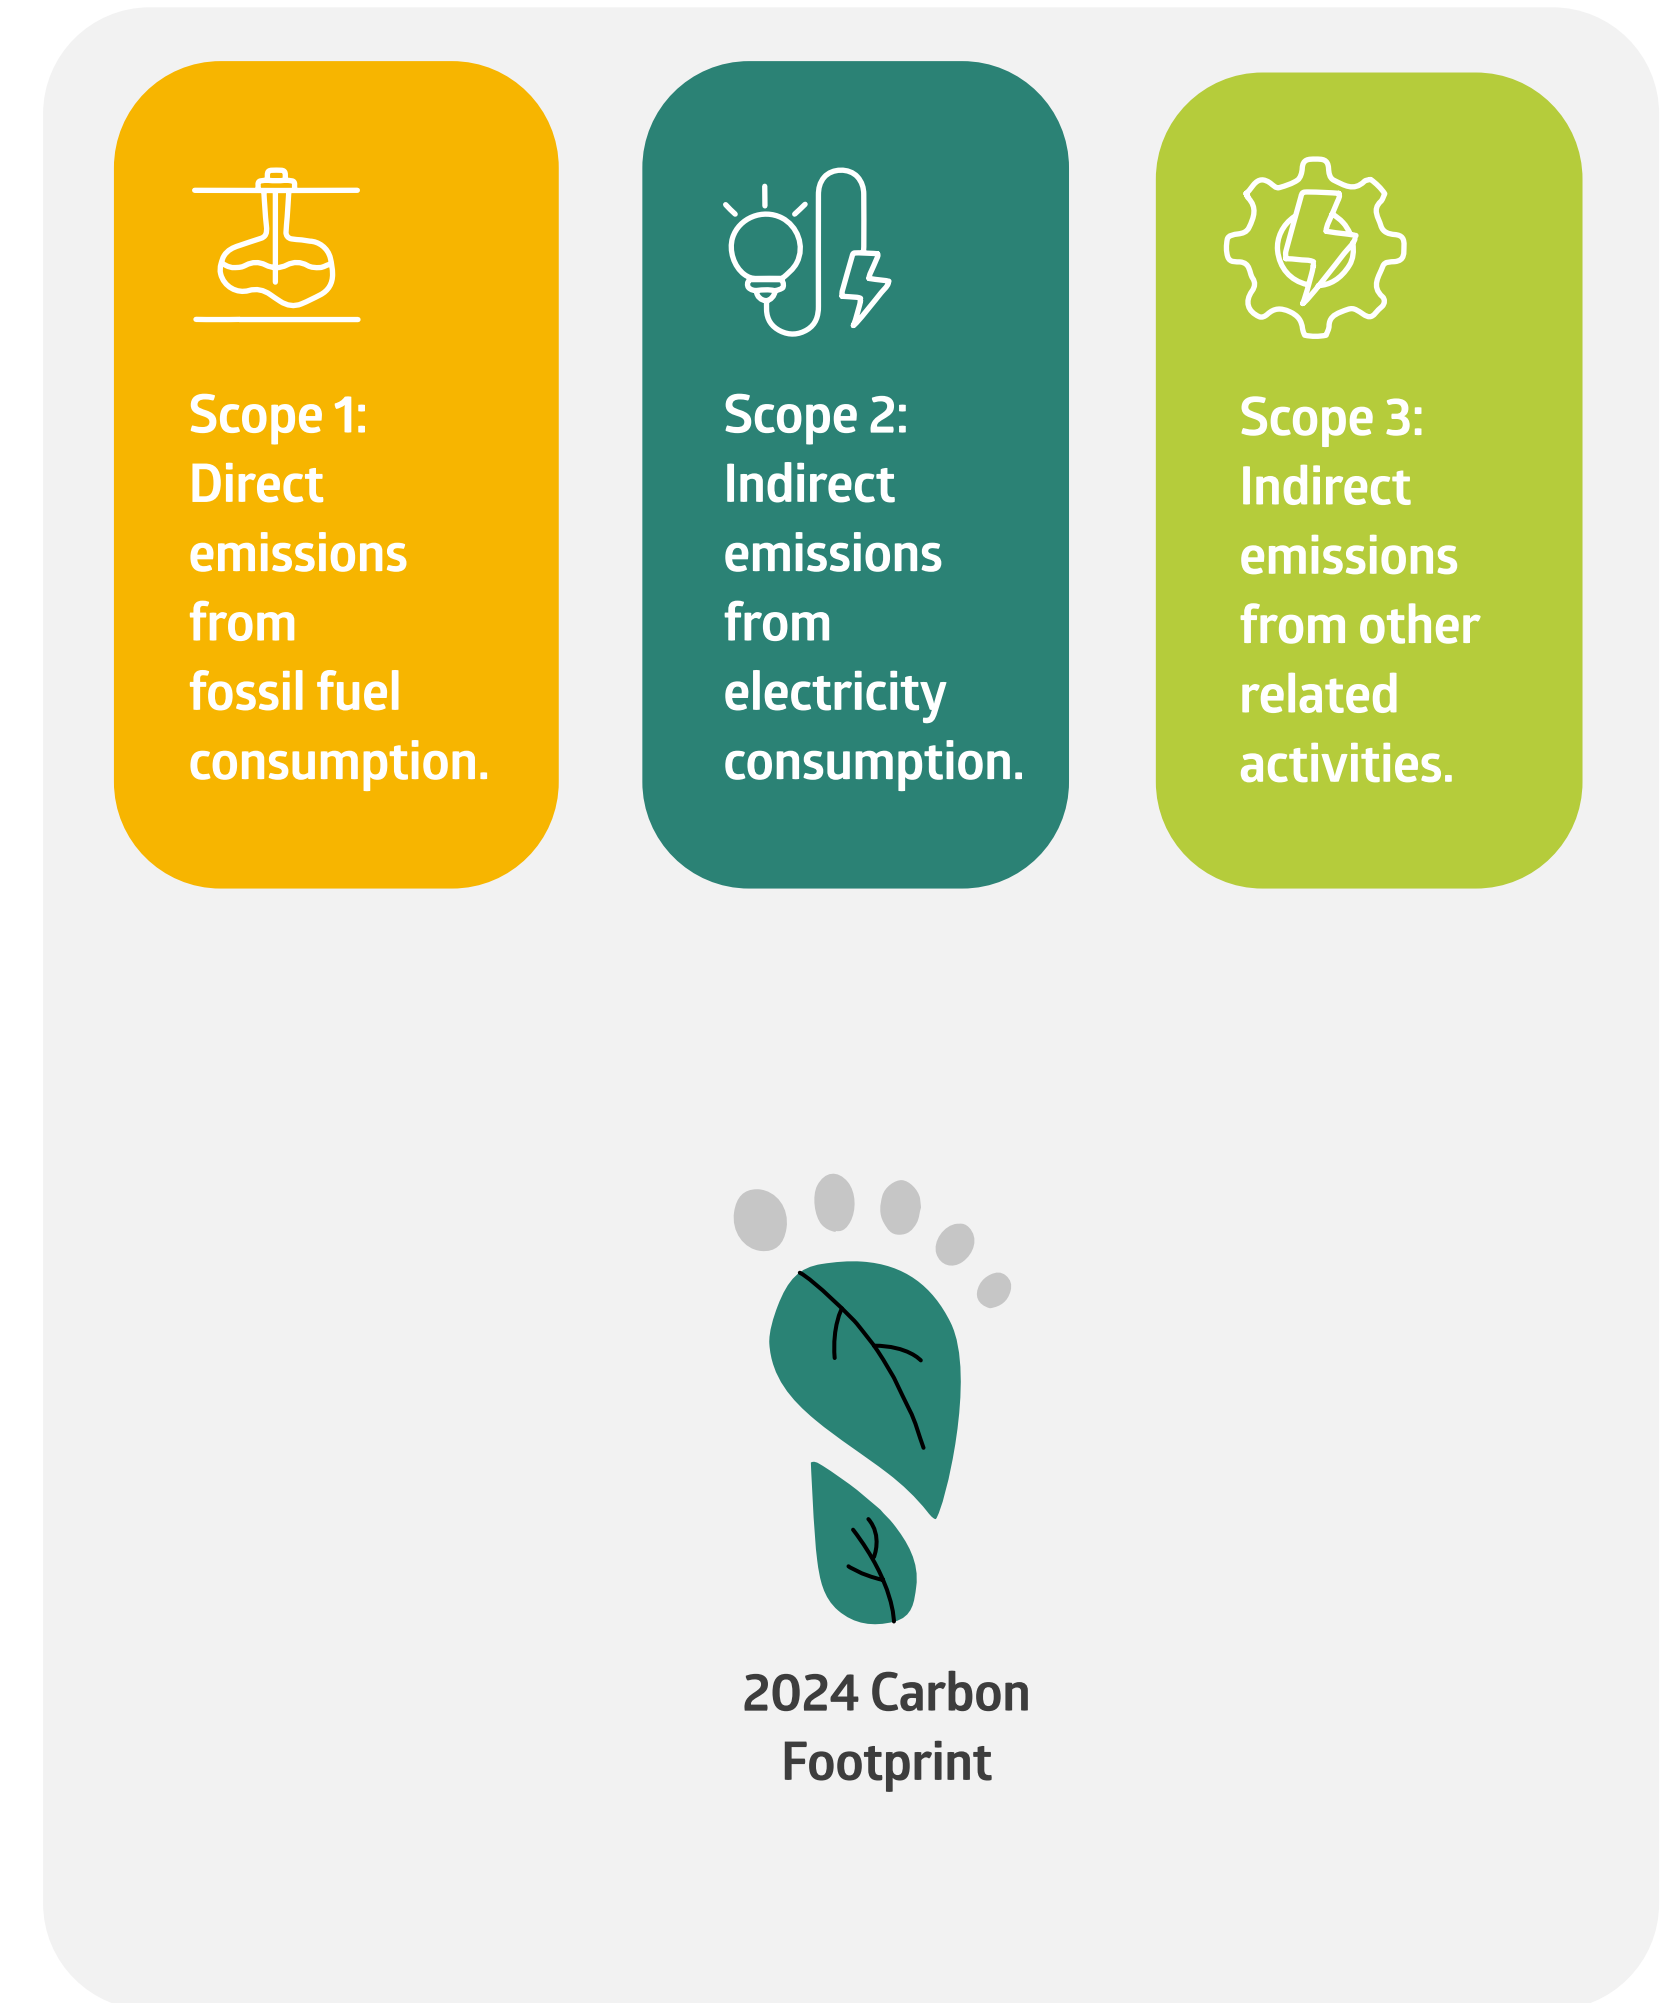 Scope 1:
Direct
emissions
from
fossil fuel
consumption.
Scope 2:
Indirect
emissions
from
electricity
consumption.
Scope 3:
Indirect
emissions
from other
related
activities.
2024 Carbon
Footprint